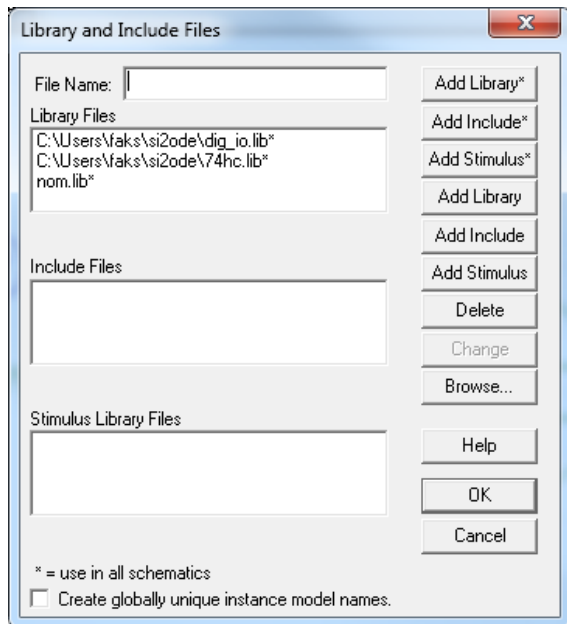 Library and Include Files
File Name:
Add Library*
Library Files
C:\Users\faks\si2ode\dig_io.lib*
C:\Users\faks\si2ode\74hc.lib*
nom.lib*
Add Include*
Add Stimulus*
Add Library
Add Include
Include Files
Add Stimulus
Delete
Change
Browse...
Stimulus Library Files
Help
OK
Cancel
* = use in all schematics
Create globally unique instance model names.